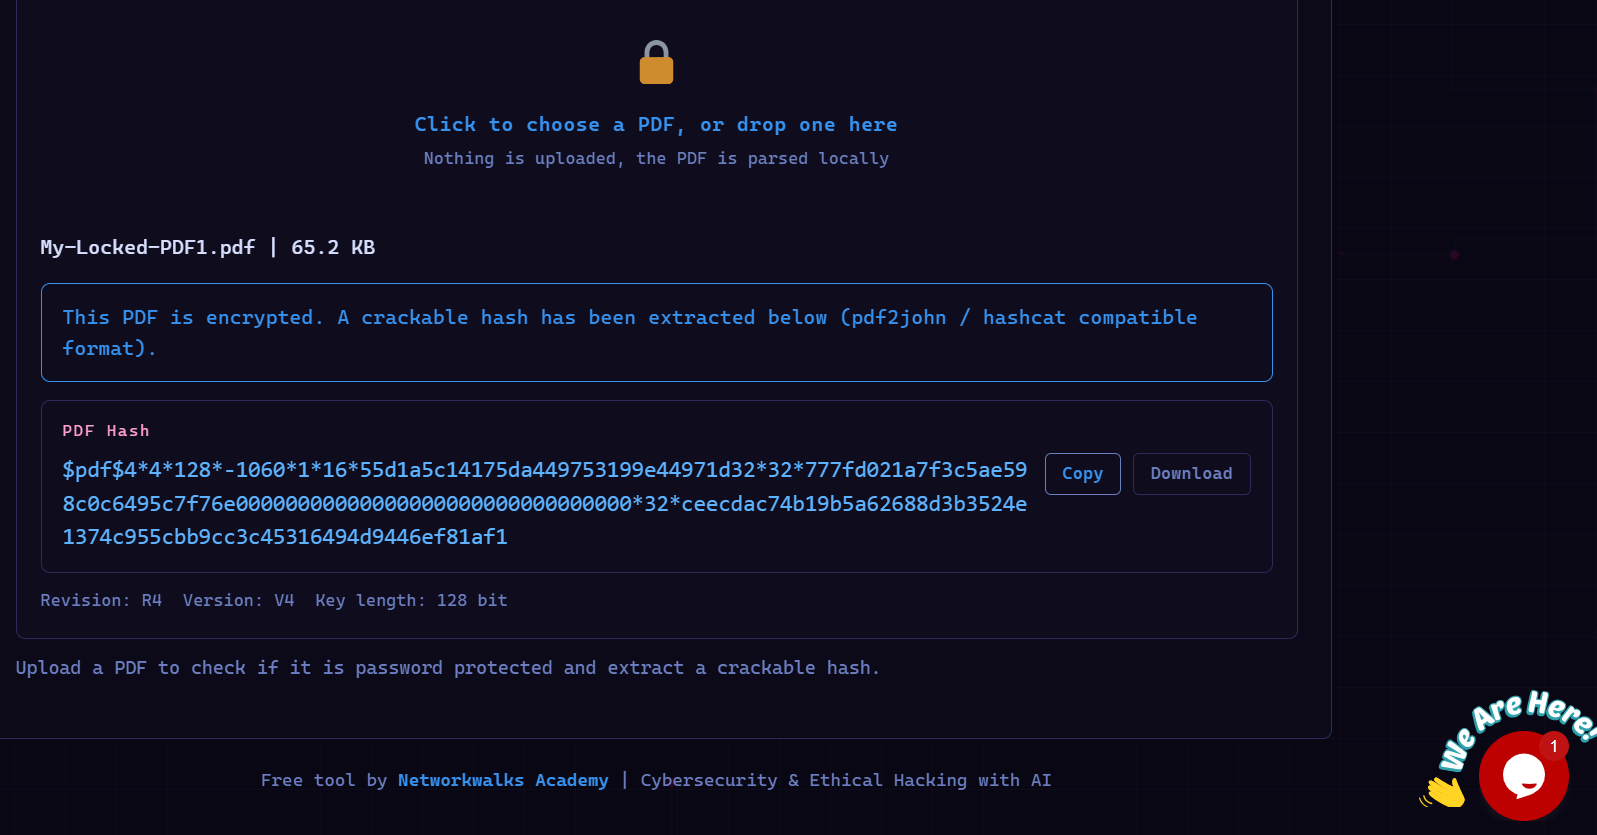 Click to choose a PDF, or drop one here
Nothing is uploaded, the PDF is parsed locally
My-Locked-PDF1.pdf | 65.2 KB
This PDF is encrypted. A crackable hash has been extracted below (pdf2john / hashcat compatible
format).
PDF Hash
$pdf$4*4*128*-1060*1*16*55d1a5c14175da449753199e44971d32*32*777fd021a7f3c5ae59
8c0c6495c7f76e00000000000000000000000000000000*32*ceecdac74b19b5a62688d3b3524e
1374c955cbb9cc3c45316494d9446ef81af1
Copy
Download
Revision: R4 Version: V4 Key length: 128 bit
Upload a PDF to check if it is password protected and extract a crackable hash.
We Are Here!
1
Free tool by Networkwalks Academy | Cybersecurity & Ethical Hacking with AI